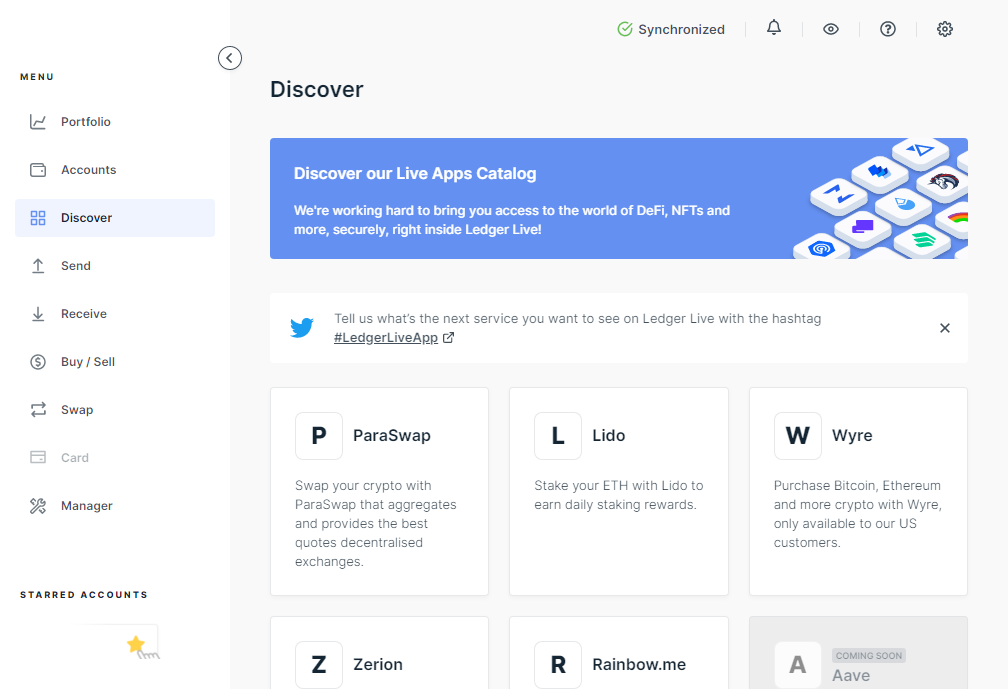 Synchronized
MENU
Portfolio
Accounts
Discover
Send
Receive
Buy / Sell
Swap
Card
Manager
STARRED ACCOUNTS
Discover
Discover our Live Apps Catalog
We're working hard to bring you access to the world of DeFi, NFTs and
more, securely, right inside Ledger Live!
Tell us what's the next service you want to see on Ledger Live with the hashtag
#LedgerLiveApp
P
ParaSwap
Swap your crypto with
ParaSwap that aggregates
and provides the best
quotes decentralised
exchanges.
L
Lido
Stake your ETH with Lido to
earn daily staking rewards.
W
Wyre
Purchase Bitcoin, Ethereum
and more crypto with Wyre,
only available to our US
customers.
Z
Zerion
R
Rainbow.me
A
COMING SOON
Aave